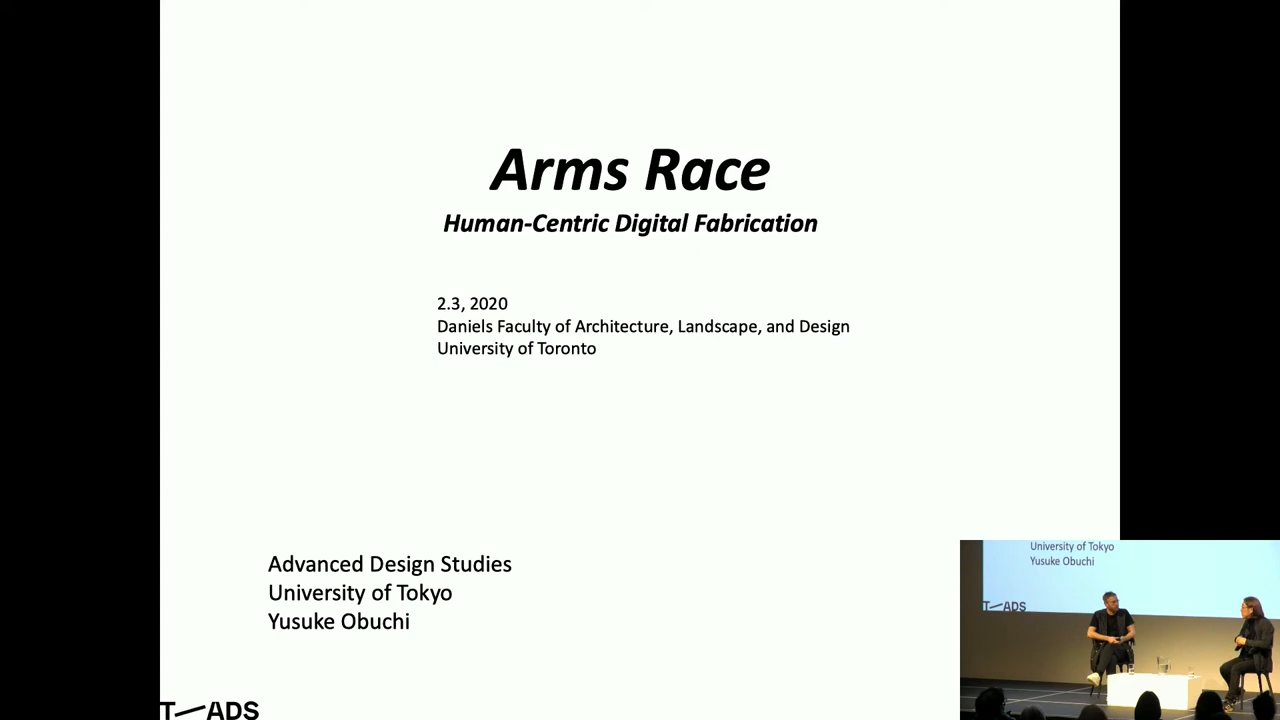 Arms Race
Human-Centric Digital Fabrication
2.3, 2020
Daniels Faculty of Architecture, Landscape, and Design
University of Toronto
Advanced Design Studies
University of Tokyo
Yusuke Obuchi
T—ADS
University of Tokyo
Yusuke Obuchi
T—ADS